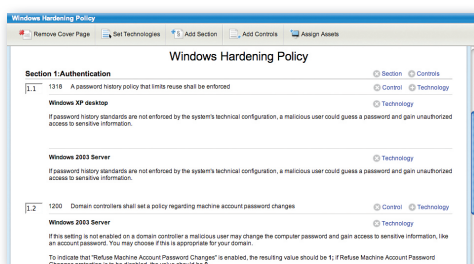 Windows Hardening Policy
Remove Cover Page Set Technologies Add Section Add Controls Assign Assets
Windows Hardening Policy
Section 1:Authentication Section Controls
1.1 1318 A password history policy that limits reuse shall be enforced Control Technology
Windows XP desktop Technology
If password history standards are not enforced by the system's technical configuration, a malicious user could guess a password and gain unauthorized
access to sensitive information.
Windows 2003 Server Technology
If password history standards are not enforced by the system's technical configuration, a malicious user could guess a password and gain unauthorized
access to sensitive information.
1.2 1200 Domain controllers shall set a policy regarding machine account password changes Control Technology
Windows 2003 Server Technology
If this setting is not enabled on a domain controller a malicious user may change the computer password and gain access to sensitive information, like
an account password. You may choose if this is appropriate for your domain.
To indicate that "Refuse Machine Account Password Changes" is enabled, the resulting value should be 1; if Refuse Machine Account Password